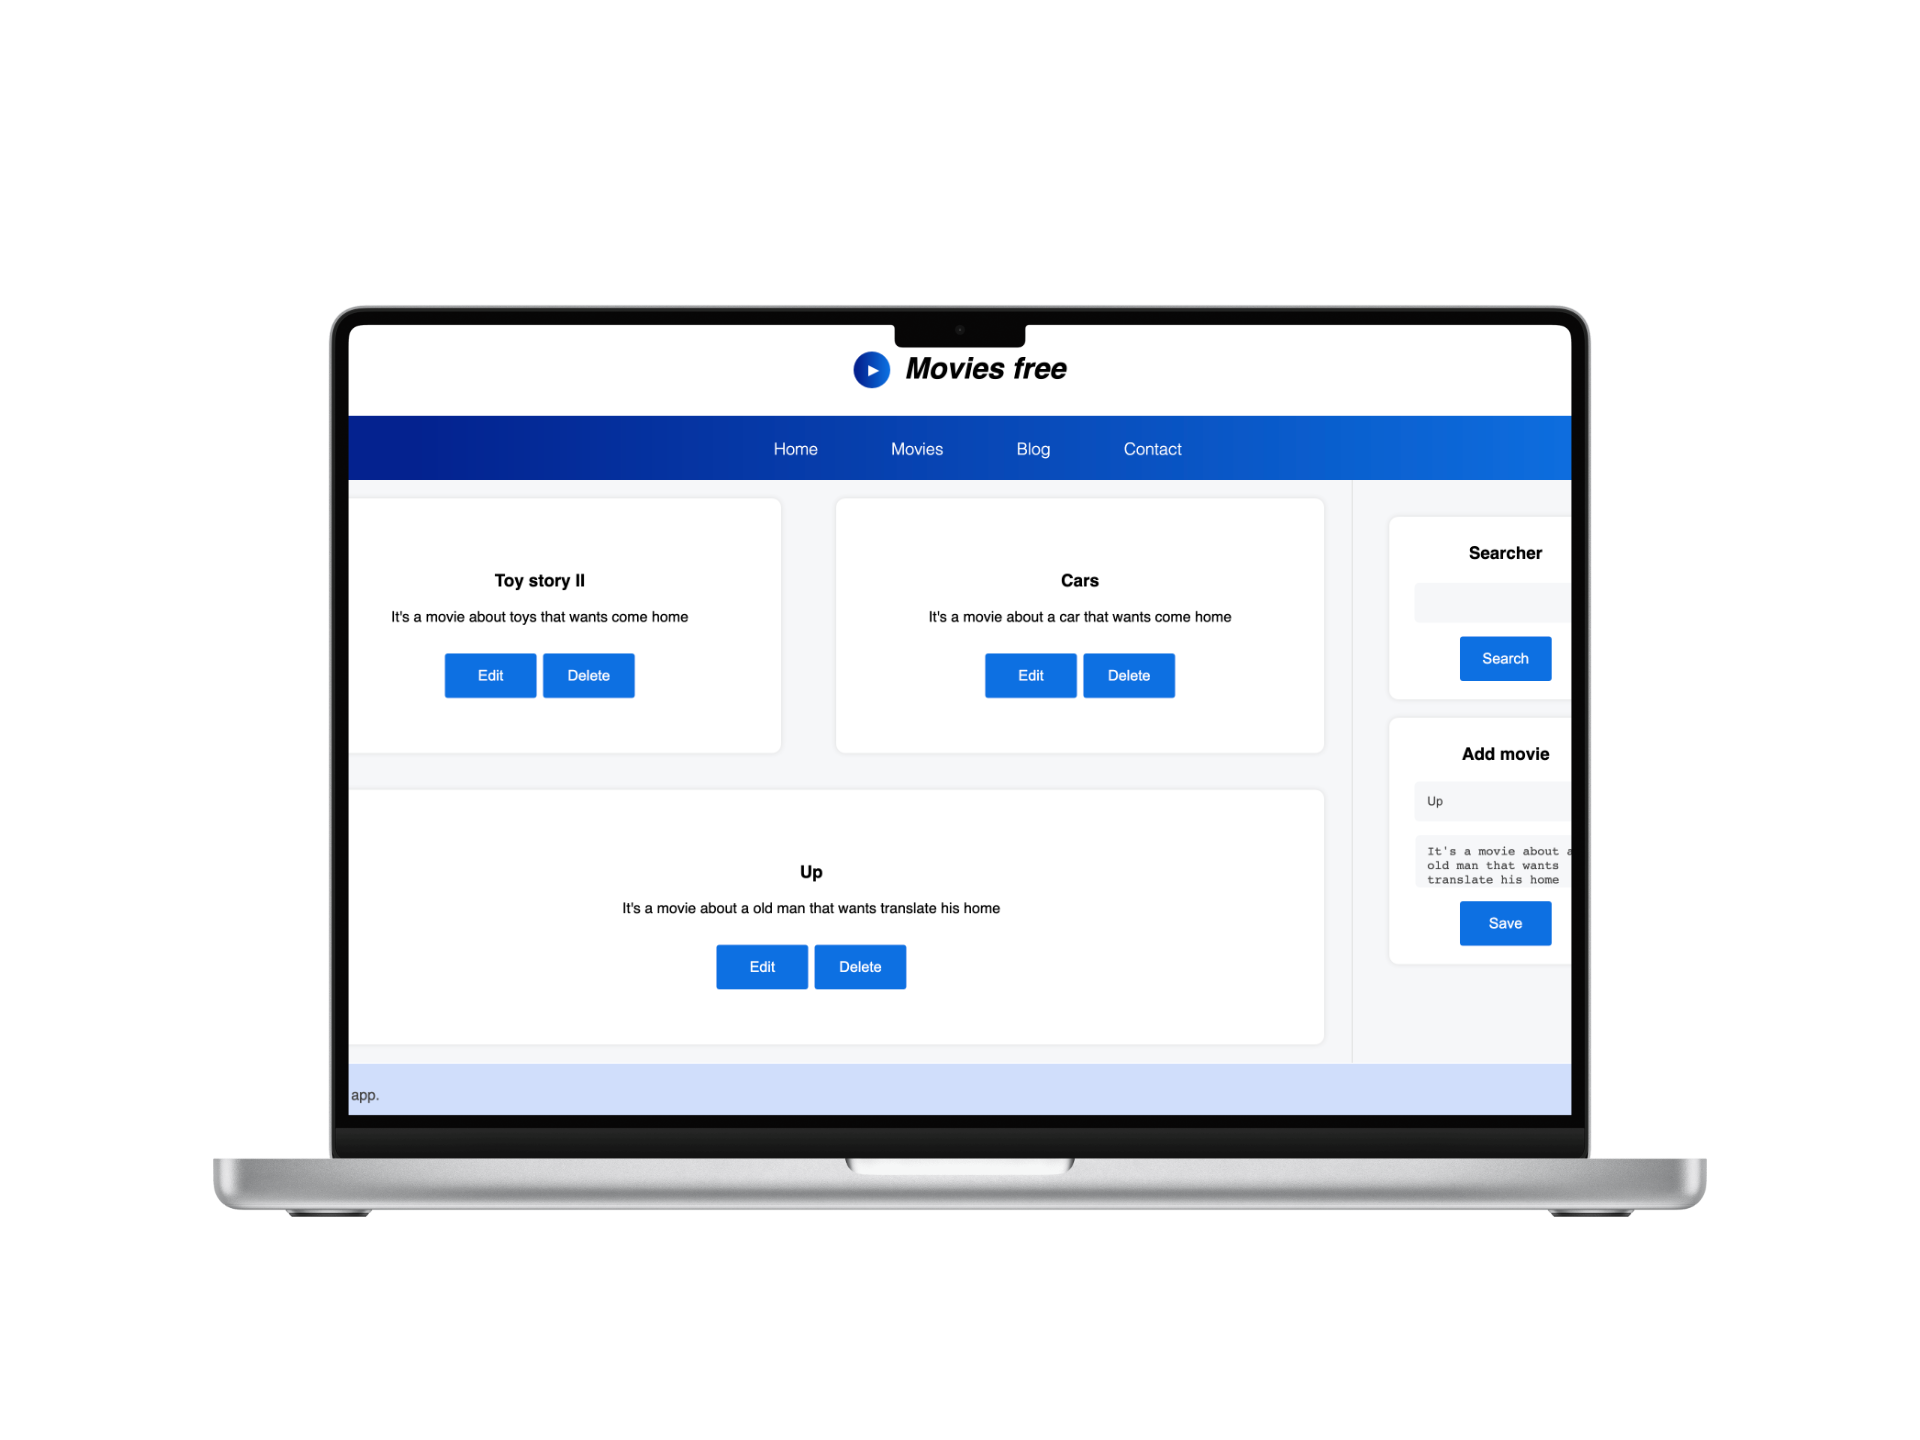 Movies free
Home Movies Blog Contact
Toy story II
It's a movie about toys that wants come home
Edit Delete
Cars
It's a movie about a car that wants come home
Edit Delete
Up
It's a movie about a old man that wants translate his home
Edit Delete
Searcher
Search
Add movie
Up
It's a movie about a
old man that wants
translate his home
Save
app.